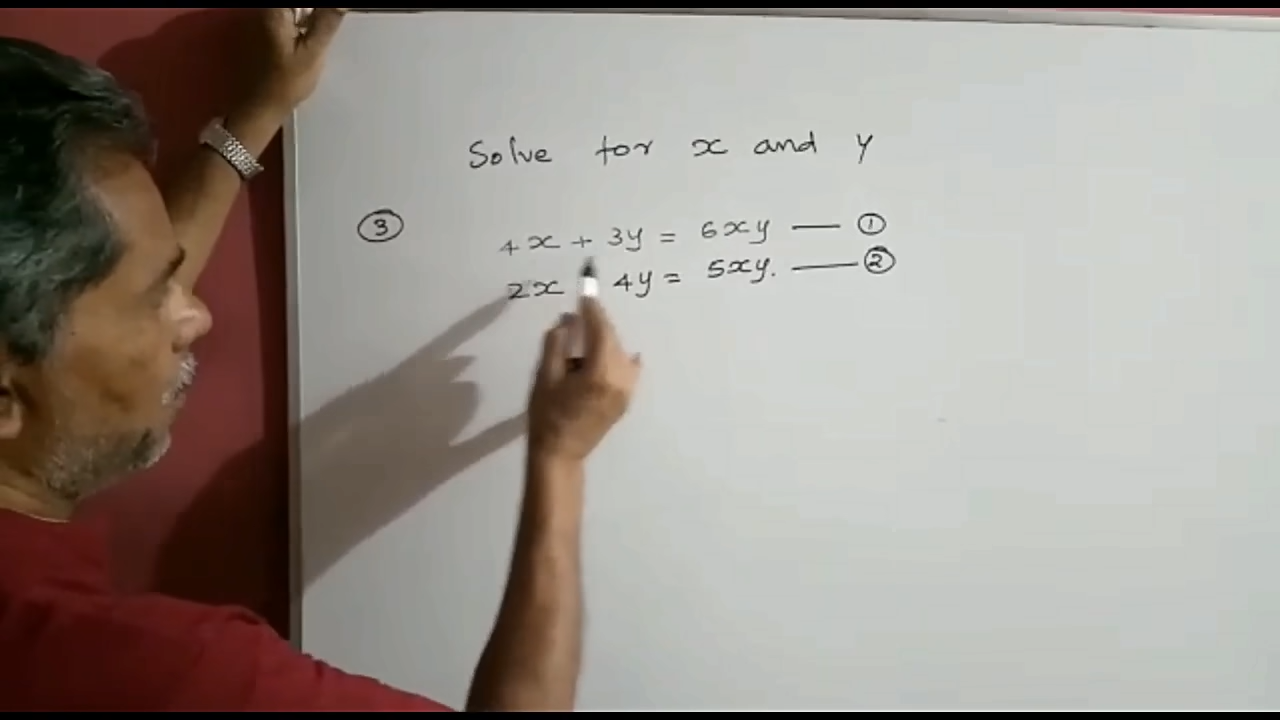 Solve for x and y
③ 4x + 3y = 6xy —— ①
2x 4y = 5xy. —— ②